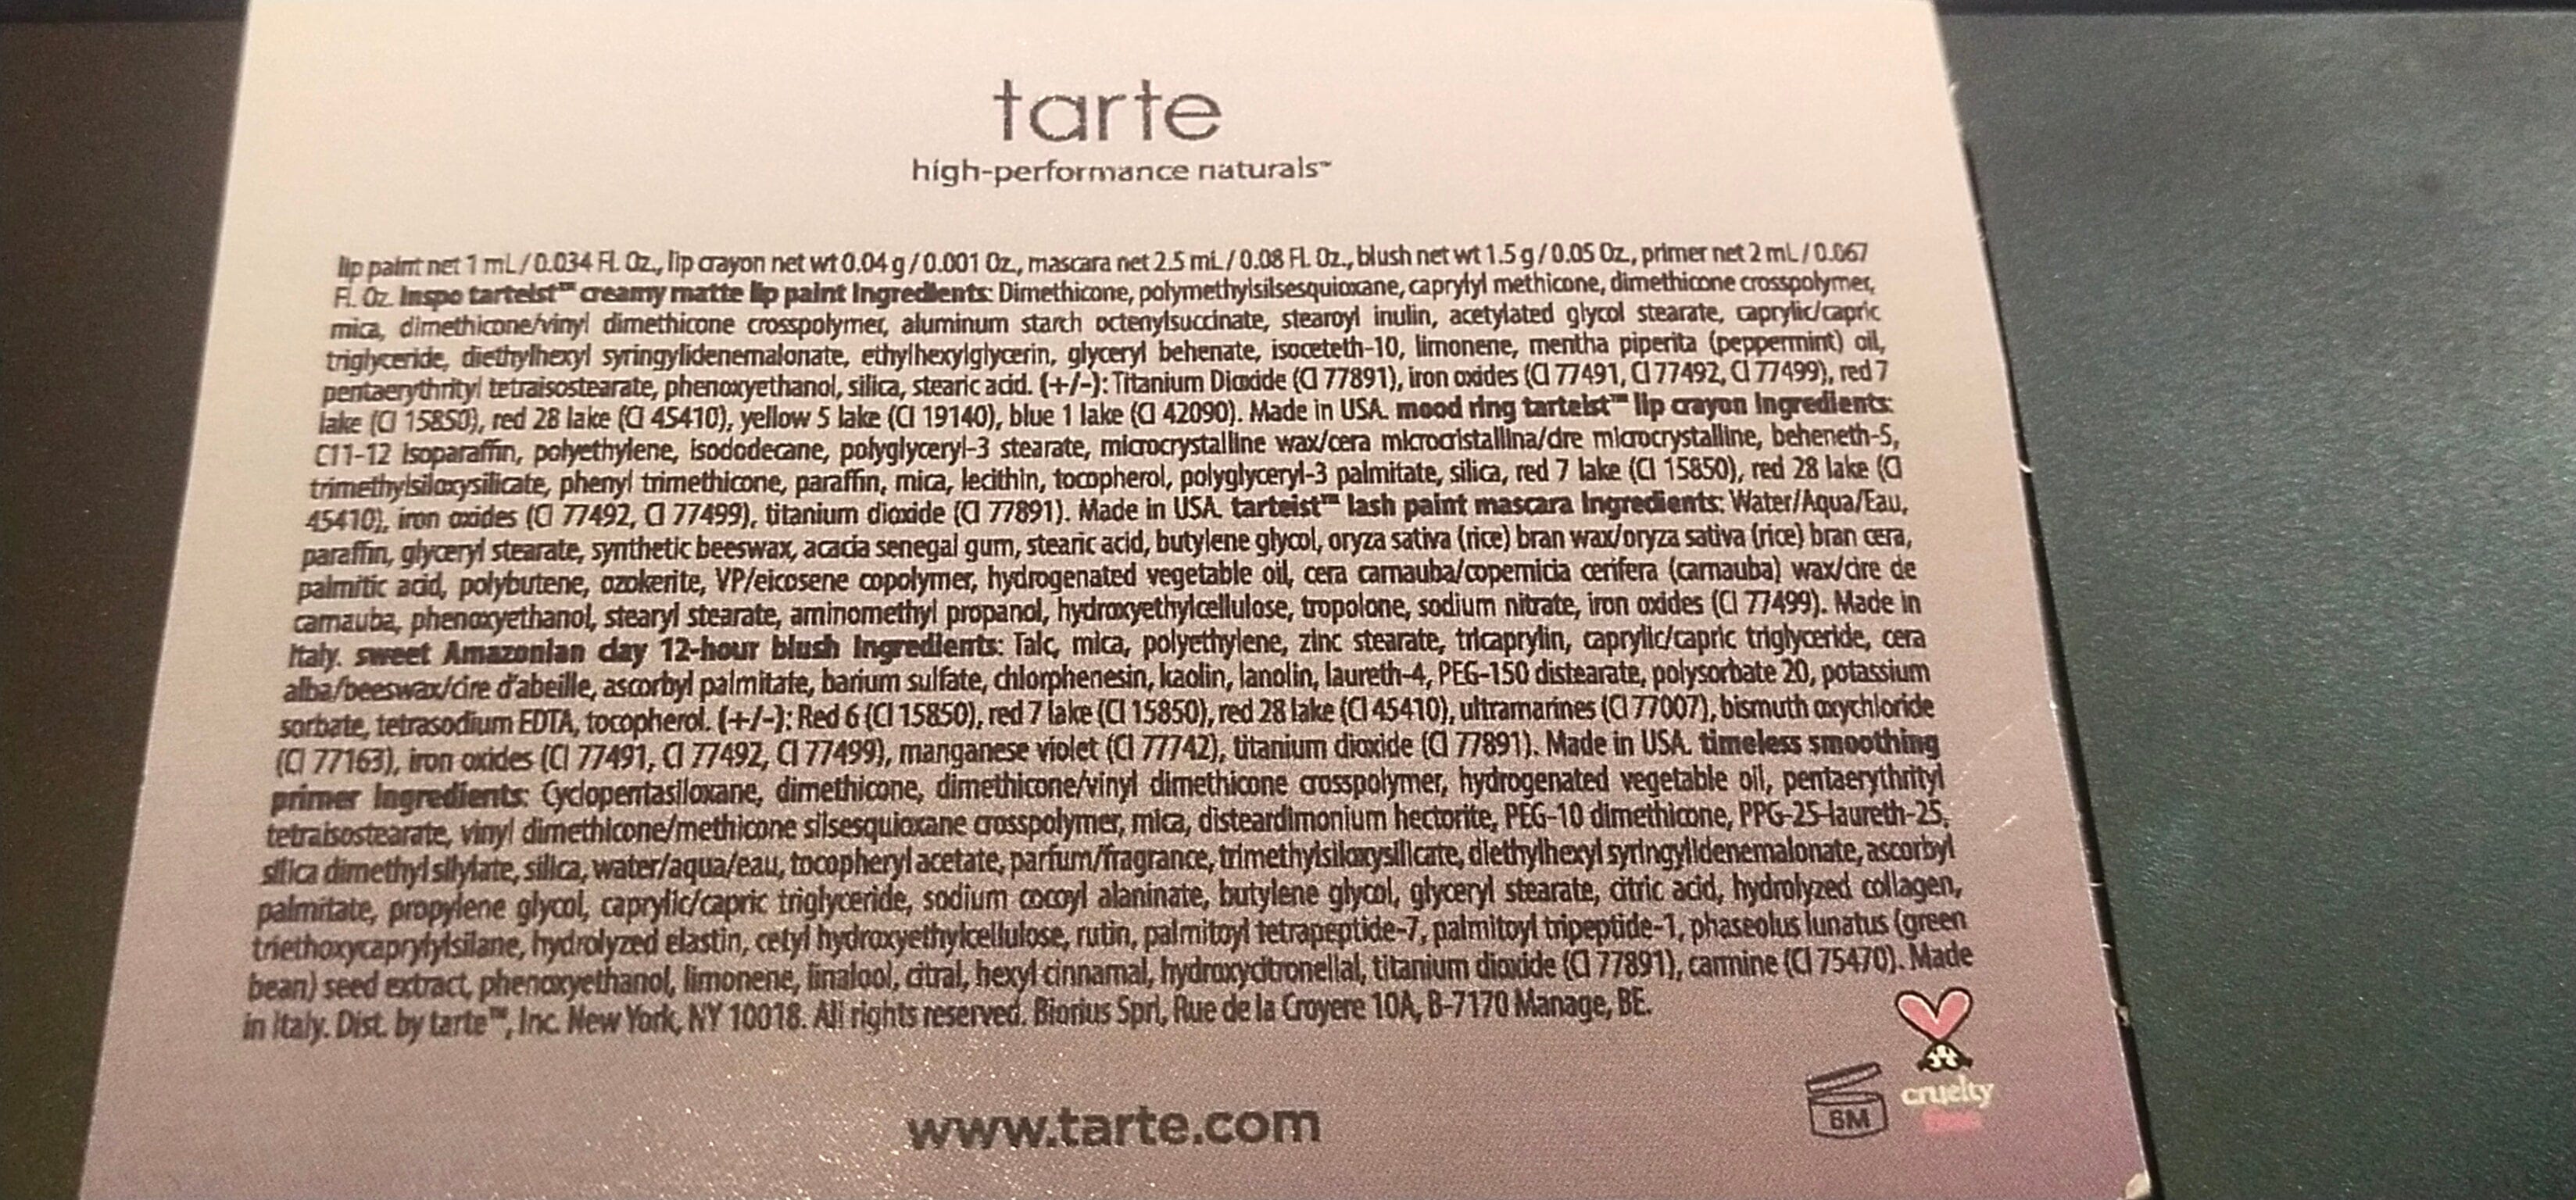 tarte
high-performance naturals™
lip paint net 1 mL / 0.034 Fl. Oz., lip crayon net wt 0.04 g / 0.001 Oz., mascara net 2.5 mL / 0.08 Fl. Oz., blush net wt 1.5 g / 0.05 Oz., primer net 2 mL / 0.067
Fl. Oz. Inspo tarteist™ creamy matte lip paint Ingredients: Dimethicone, polymethylsilsesquioxane, caprylyl methicone, dimethicone crosspolymer,
mica, dimethicone/vinyl dimethicone crosspolymer, aluminum starch octenylsuccinate, stearoyl inulin, acetylated glycol stearate, caprylic/capric
triglyceride, diethylhexyl syringylidenemalonate, ethylhexylglycerin, glyceryl behenate, isoceteth-10, limonene, mentha piperita (peppermint) oil,
pentaerythrityl tetraisostearate, phenoxyethanol, silica, stearic acid. (+/-): Titanium Dioxide (CI 77891), iron oxides (CI 77491, CI 77492, CI 77499), red 7
lake (CI 15850), red 28 lake (CI 45410), yellow 5 lake (CI 19140), blue 1 lake (CI 42090). Made in USA. mood ring tarteist™ lip crayon Ingredients:
C11-12 Isoparaffin, polyethylene, isododecane, polyglyceryl-3 stearate, microcrystalline wax/cera microcristallina/cire microcrystalline, beheneth-5,
trimethylsiloxysilicate, phenyl trimethicone, paraffin, mica, lecithin, tocopherol, polyglyceryl-3 palmitate, silica, red 7 lake (CI 15850), red 28 lake (CI
45410), iron oxides (CI 77492, CI 77499), titanium dioxide (CI 77891). Made in USA. tarteist™ lash paint mascara Ingredients: Water/Aqua/Eau,
paraffin, glyceryl stearate, synthetic beeswax, acacia senegal gum, stearic acid, butylene glycol, oryza sativa (rice) bran wax/oryza sativa (rice) bran cera,
palmitic acid, polybutene, ozokerite, VP/eicosene copolymer, hydrogenated vegetable oil, cera carnauba/copernicia cerifera (carnauba) wax/cire de
carnauba, phenoxyethanol, stearyl stearate, aminomethyl propanol, hydroxyethylcellulose, tropolone, sodium nitrate, iron oxides (CI 77499). Made in
Italy. sweet Amazonian clay 12-hour blush Ingredients: Talc, mica, polyethylene, zinc stearate, tricaprylin, caprylic/capric triglyceride, cera
alba/beeswax/cire d'abeille, ascorbyl palmitate, barium sulfate, chlorphenesin, kaolin, lanolin, laureth-4, PEG-150 distearate, polysorbate 20, potassium
sorbate, tetrasodium EDTA, tocopherol. (+/-): Red 6 (CI 15850), red 7 lake (CI 15850), red 28 lake (CI 45410), ultramarines (CI 77007), bismuth oxychloride
(CI 77163), iron oxides (CI 77491, CI 77492, CI 77499), manganese violet (CI 77742), titanium dioxide (CI 77891). Made in USA. timeless smoothing
primer Ingredients: Cyclopentasiloxane, dimethicone, dimethicone/vinyl dimethicone crosspolymer, hydrogenated vegetable oil, pentaerythrityl
tetraisostearate, vinyl dimethicone/methicone silsesquioxane crosspolymer, mica, disteardimonium hectorite, PEG-10 dimethicone, PPG-25-laureth-25,
silica dimethyl silylate, silica, water/aqua/eau, tocopheryl acetate, parfum/fragrance, trimethylsiloxysilicate, diethylhexyl syringylidenemalonate, ascorbyl
palmitate, propylene glycol, caprylic/capric triglyceride, sodium cocoyl alaninate, butylene glycol, glyceryl stearate, citric acid, hydrolyzed collagen,
triethoxycaprylylsilane, hydrolyzed elastin, cetyl hydroxyethylcellulose, rutin, palmitoyl tetrapeptide-7, palmitoyl tripeptide-1, phaseolus lunatus (green
bean) seed extract, phenoxyethanol, limonene, linalool, citral, hexyl cinnamal, hydroxycitronellal, titanium dioxide (CI 77891), carmine (CI 75470). Made
in Italy. Dist. by tarte™, Inc. New York, NY 10018. All rights reserved. Biorius Sprl, Rue de la Croyere 10A, B-7170 Manage, BE.
6M
cruelty
www.tarte.com